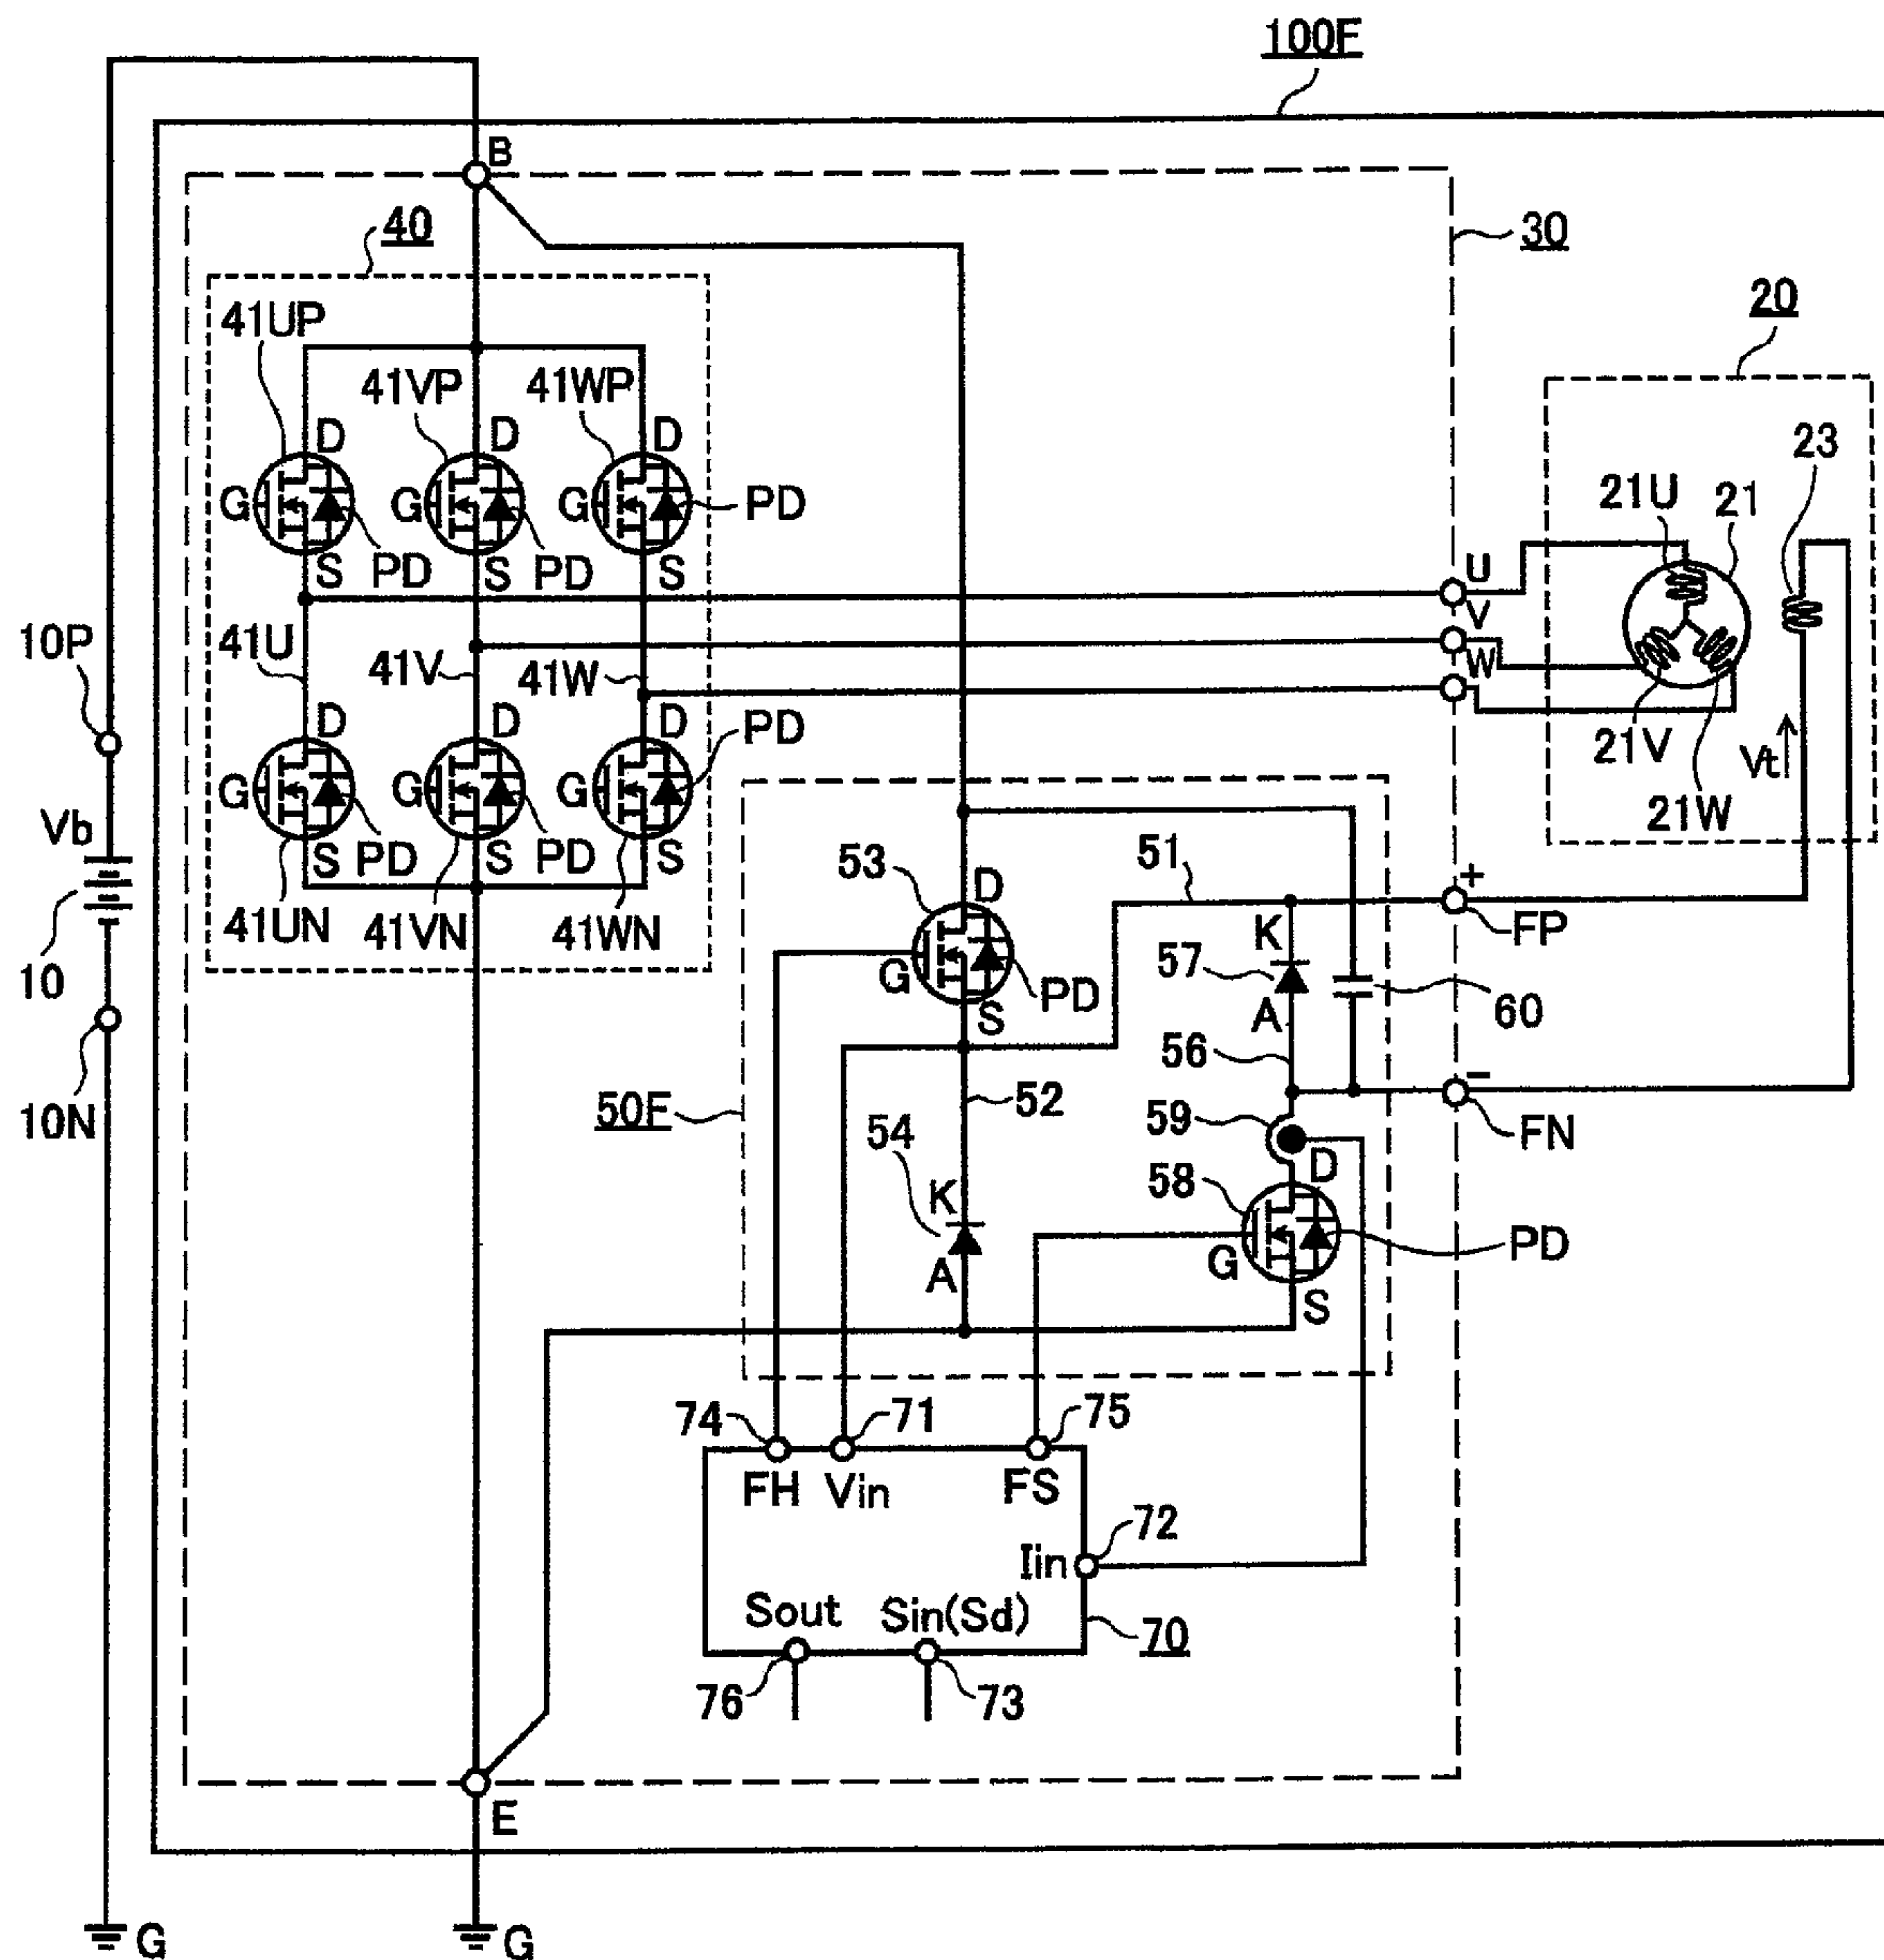 100F
B
40
30
20
41UP
41VP
41WP
D
D
D
23
G
G
G
PD
21U
21
S
PD
S
PD
S
U
V
W
10P
41U
41V
41W
D
D
D
PD
21V
Vt
G
G
G
21W
Vb
S
PD
S
PD
S
53
D
51
+
FP
41UN
41VN
41WN
K
57
10
G
PD
60
A
S
56
−
10N
50F
52
59
FN
54
D
58
K
G
PD
A
S
74
71
75
FH
Vin
FS
72
Iin
Sout
Sin(Sd)
70
76
73
E
G
G